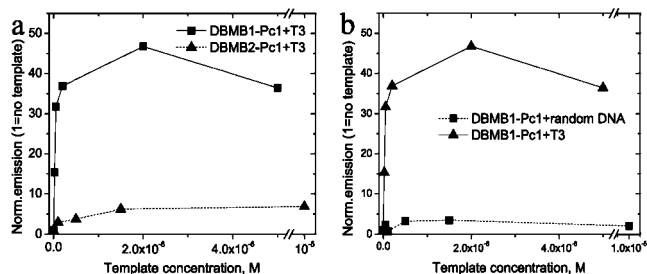 a
Norm.emission (1=no template)
50
40
30
20
10
0
DBMB1-Pc1+T3
DBMB2-Pc1+T3
0.0 2.0x10⁻⁶ 4.0x10⁻⁶ 10⁻⁵
Template concentration, M
b
Norm.emission (1=no template)
50
40
30
20
10
0
DBMB1-Pc1+random DNA
DBMB1-Pc1+T3
0.0 2.0x10⁻⁶ 4.0x10⁻⁶ 1.0x10⁻⁵
Template concentration, M